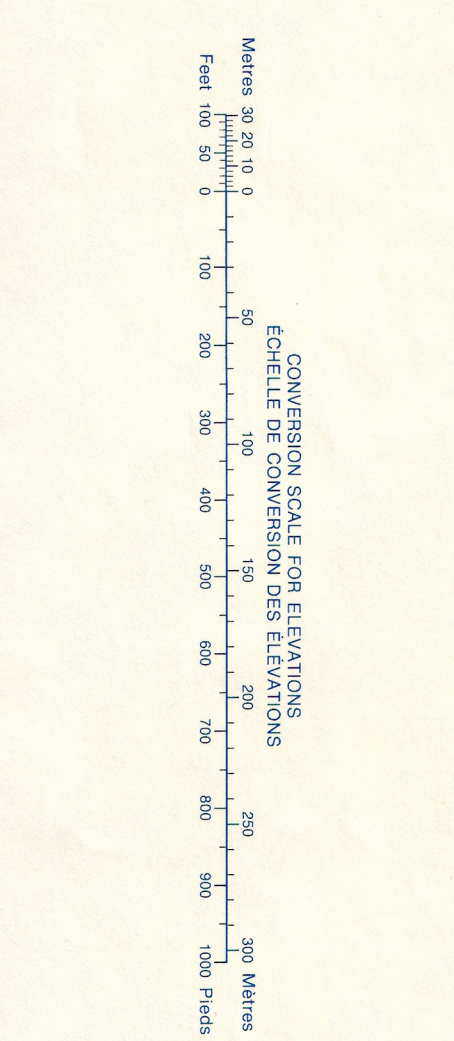 CONVERSION SCALE FOR ELEVATIONS
ÉCHELLE DE CONVERSION DES ÉLÉVATIONS
Metres 30 20 10 0 50 100 150 200 250 300 Mètres
Feet 100 50 0 100 200 300 400 500 600 700 800 900 1000 Pieds